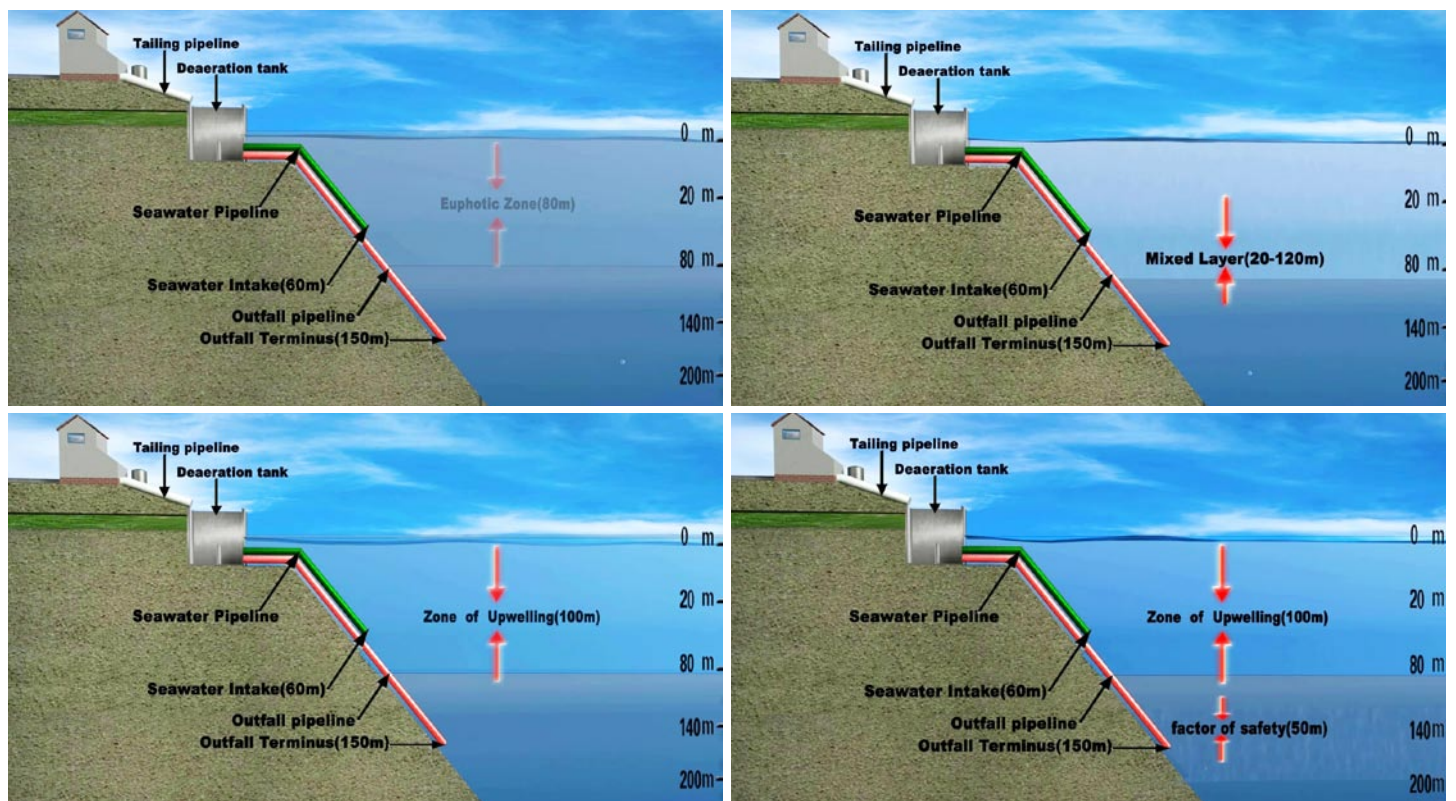 Tailing pipeline
Deaeration tank
0 m
Euphotic Zone(80m)
20 m
Seawater Pipeline
80 m
Seawater Intake(60m)
Outfall pipeline
140m
Outfall Terminus(150m)
200m
Tailing pipeline
Deaeration tank
0 m
20 m
Seawater Pipeline
Mixed Layer(20-120m)
80 m
Seawater Intake(60m)
Outfall pipeline
140m
Outfall Terminus(150m)
200m
Tailing pipeline
Deaeration tank
0 m
20 m
Zone of Upwelling(100m)
Seawater Pipeline
80 m
Seawater Intake(60m)
Outfall pipeline
140m
Outfall Terminus(150m)
200m
Tailing pipeline
Deaeration tank
0 m
20 m
Zone of Upwelling(100m)
Seawater Pipeline
80 m
Seawater Intake(60m)
Outfall pipeline
factor of safety(50m)
140m
Outfall Terminus(150m)
200m